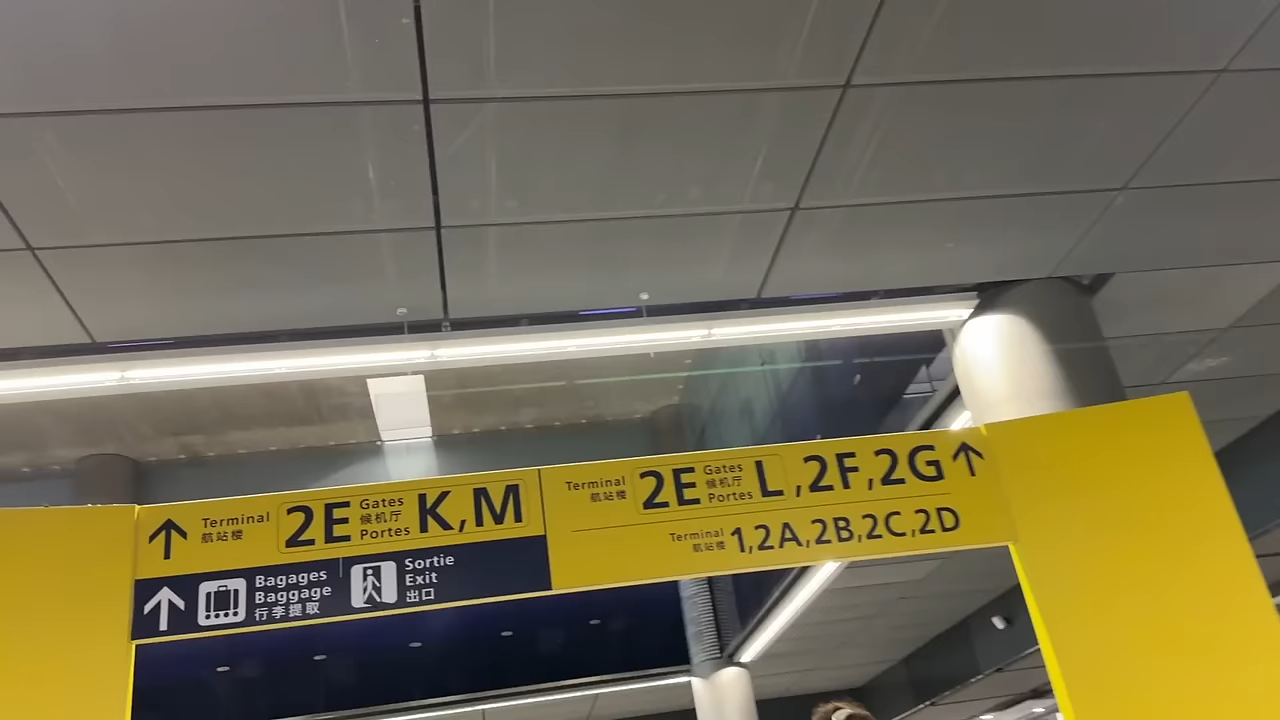 Terminal
航站楼
2E
Gates
候机厅
Portes
K,M
Bagages
Baggage
行李提取
Sortie
Exit
出口
Terminal
航站楼
2E
Gates
候机厅
Portes
L,2F,2G
Terminal
航站楼
1,2A,2B,2C,2D